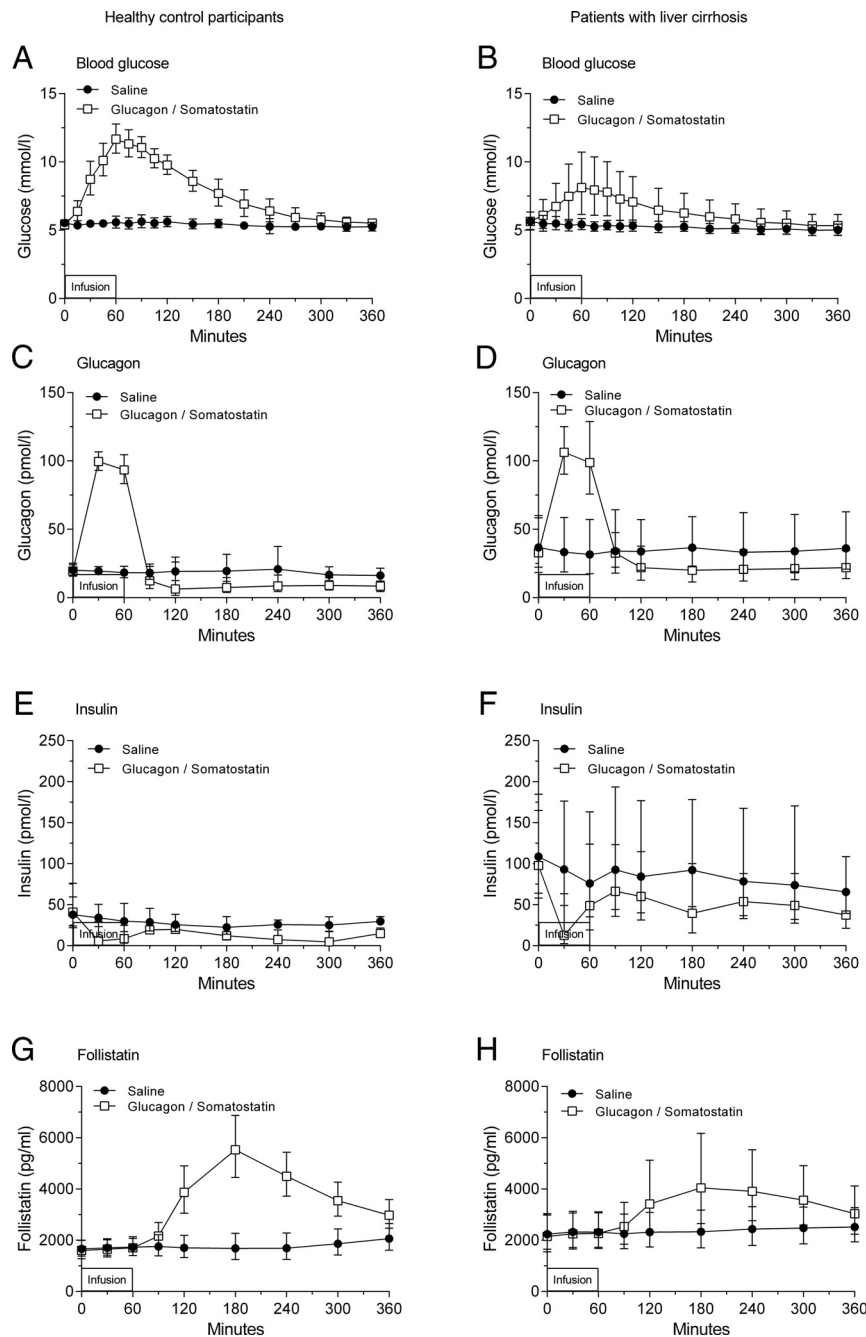 Healthy control participants
Patients with liver cirrhosis
A
Blood glucose
Saline
Glucagon / Somatostatin
Glucose (mmol/l)
15
10
5
0
Infusion
0 60 120 180 240 300 360
Minutes
B
Blood glucose
Saline
Glucagon / Somatostatin
Glucose (mmol/l)
15
10
5
0
Infusion
0 60 120 180 240 300 360
Minutes
C
Glucagon
Saline
Glucagon / Somatostatin
Glucagon (pmol/l)
150
100
50
0
Infusion
0 60 120 180 240 300 360
Minutes
D
Glucagon
Saline
Glucagon / Somatostatin
Glucagon (pmol/l)
150
100
50
0
Infusion
0 60 120 180 240 300 360
Minutes
E
Insulin
Saline
Glucagon / Somatostatin
Insulin (pmol/l)
250
200
150
100
50
0
Infusion
0 60 120 180 240 300 360
Minutes
F
Insulin
Saline
Glucagon / Somatostatin
Insulin (pmol/l)
250
200
150
100
50
0
Infusion
0 60 120 180 240 300 360
Minutes
G
Follistatin
Saline
Glucagon / Somatostatin
Follistatin (pg/ml)
8000
6000
4000
2000
0
Infusion
0 60 120 180 240 300 360
Minutes
H
Follistatin
Saline
Glucagon / Somatostatin
Follistatin (pg/ml)
8000
6000
4000
2000
0
Infusion
0 60 120 180 240 300 360
Minutes